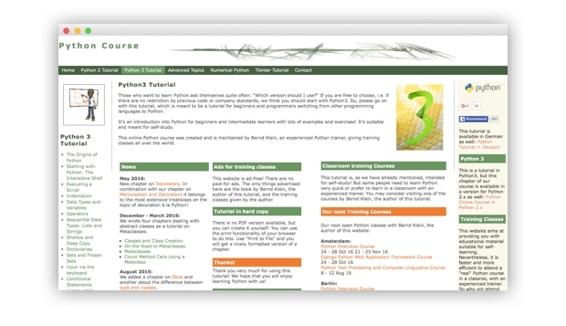 Python Course
Home Python 2 Tutorial Python 3 Tutorial Advanced Topics Numerical Python Tkinter Tutorial Contact
Python 3
Tutorial
The Origins of
Python
Starting with
Python: The
Interactive Shell
Executing a
Script
Indentation
Data Types and
Variables
Operators
Sequential Data
Types: Lists and
Strings
Shallow and
Deep Copy
Dictionaries
Sets and Frozen
Sets
Input via the
keyboard
Conditional
Python3 Tutorial
Those who want to learn Python ask themselves quite often: "Which version should I use?" If you are free to choose, i.e. if
there are no restriction by previous code or company standards, we think you should start with Python3. So, please go on
with this tutorial, which is meant to be a tutorial for beginners and programmers switching from other programming
languages to Python.
It's an introduction into Python for beginners and intermediate learners with lots of examples and exercises! It's suitable
and meant for self-study.
This online Python course was created and is maintained by Bernd Klein, an experienced Python trainer, giving training
classes all over the world.
News
May 2016:
New chapter on Decorations. In
combination with our chapter on
Memoisation and Decorators it belongs
to the most extensive treatises on the
topic of decoration à la Python!
December - March 2016:
We wrote four chapters dealing with
abstract classes as a tutorial on
Metaclasses:
Classes and Class Creation
On the Road to Metaclasses
Metaclasses
Count Method Calls Using a
Metaclass
August 2015:
We added a chapter on Slots and
another about the difference between
type and classes.
Ads for training classes
This website is ad-free! There are no
paid for ads. The only things advertised
here are the book by Bernd Klein, the
author of this tutorial, and the training
classes given by the author.
Tutorial in hard copy
There is no PDF version available, but
you can create it yourself. You can use
the print functionality of your browser
to do this. Use "Print to File" and you will
get a nicely formatted version of a
chapter.
Thanks!
Thank you very much for using this
tutorial! We hope that you will enjoy
learning Python with us!
Classroom training Courses
This tutorial is, as we have already mentioned, intended
for self-study But some people need to learn Python
very quick or prefer to learn in a classroom with an
experienced trainer. You may consider visiting one of the
courses by Bernd Klein, the author of this tutorial.
Our next Training Courses
Our next open Python classes with Bernd Klein, the
author of this website:
Amsterdam:
Python Intensive Course
24 - 28 Oct 16 21 - 25 Nov 16
Django-Python Web Application Framework Course
24 - 28 Oct 16
Python Text Processing and Computer Linguistics Course
8 - 12 Aug 16
Berlin:
Python Intensive Course
python
This tutorial is
available in German
as well: Python
Tutorial in Deutsch
Python 3
This is a tutorial in
Python3, but this
chapter of our
course is available in
a version for Python
2.x as well: Python
Online Course in
Python 2.x
Training Classes
This website aims at
providing you with
educational material
suitable for self-
learning.
Nevertheless, it is
faster and more
efficient to attend a
"real" Python
course in a
classroom.
So why not attend